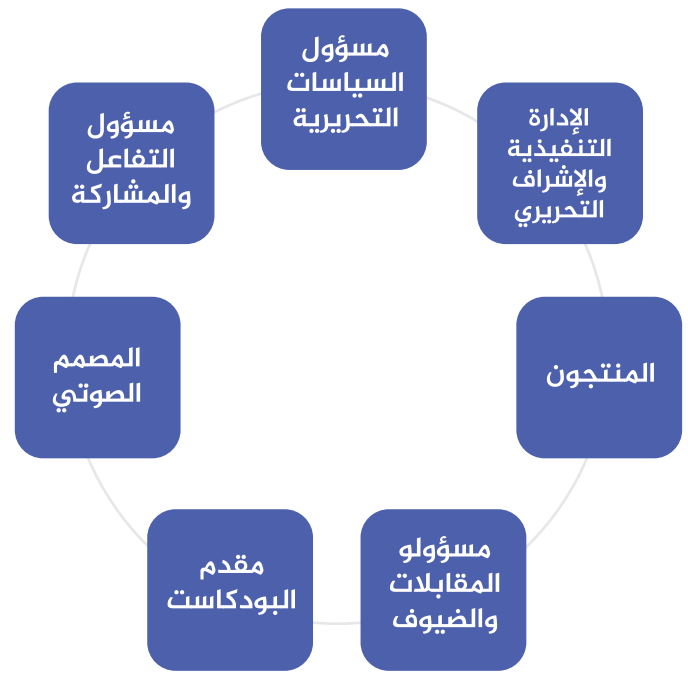 مسؤول
السياسات
التحريرية
الإدارة
التنفيذية
والإشراف
التحريري
المنتجون
مسؤولو
المقابلات
والضيوف
مقدم
البودكاست
المصمم
الصوتي
مسؤول
التفاعل
والمشاركة